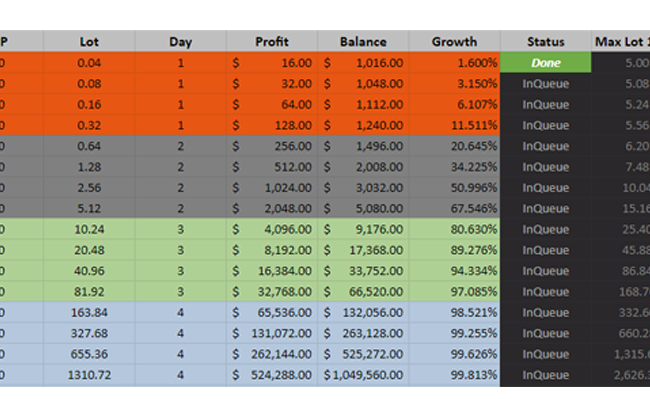 P Lot Day Profit Balance Growth Status Max Lot 1
0 0.04 1 $ 16.00 $ 1,016.00 1.600% Done 5.00
0 0.08 1 $ 32.00 $ 1,048.00 3.150% InQueue 5.08
0 0.16 1 $ 64.00 $ 1,112.00 6.107% InQueue 5.24
0 0.32 1 $ 128.00 $ 1,240.00 11.511% InQueue 5.56
0 0.64 2 $ 256.00 $ 1,496.00 20.645% InQueue 6.20
0 1.28 2 $ 512.00 $ 2,008.00 34.225% InQueue 7.48
0 2.56 2 $ 1,024.00 $ 3,032.00 50.996% InQueue 10.04
0 5.12 2 $ 2,048.00 $ 5,080.00 67.546% InQueue 15.16
0 10.24 3 $ 4,096.00 $ 9,176.00 80.630% InQueue 25.40
0 20.48 3 $ 8,192.00 $ 17,368.00 89.276% InQueue 45.88
0 40.96 3 $ 16,384.00 $ 33,752.00 94.334% InQueue 86.84
0 81.92 3 $ 32,768.00 $ 66,520.00 97.085% InQueue 168.7
0 163.84 4 $ 65,536.00 $ 132,056.00 98.521% InQueue 332.6
0 327.68 4 $ 131,072.00 $ 263,128.00 99.255% InQueue 660.2
0 655.36 4 $ 262,144.00 $ 525,272.00 99.626% InQueue 1,315.
0 1310.72 4 $ 524,288.00 $1,049,560.00 99.813% InQueue 2,626.